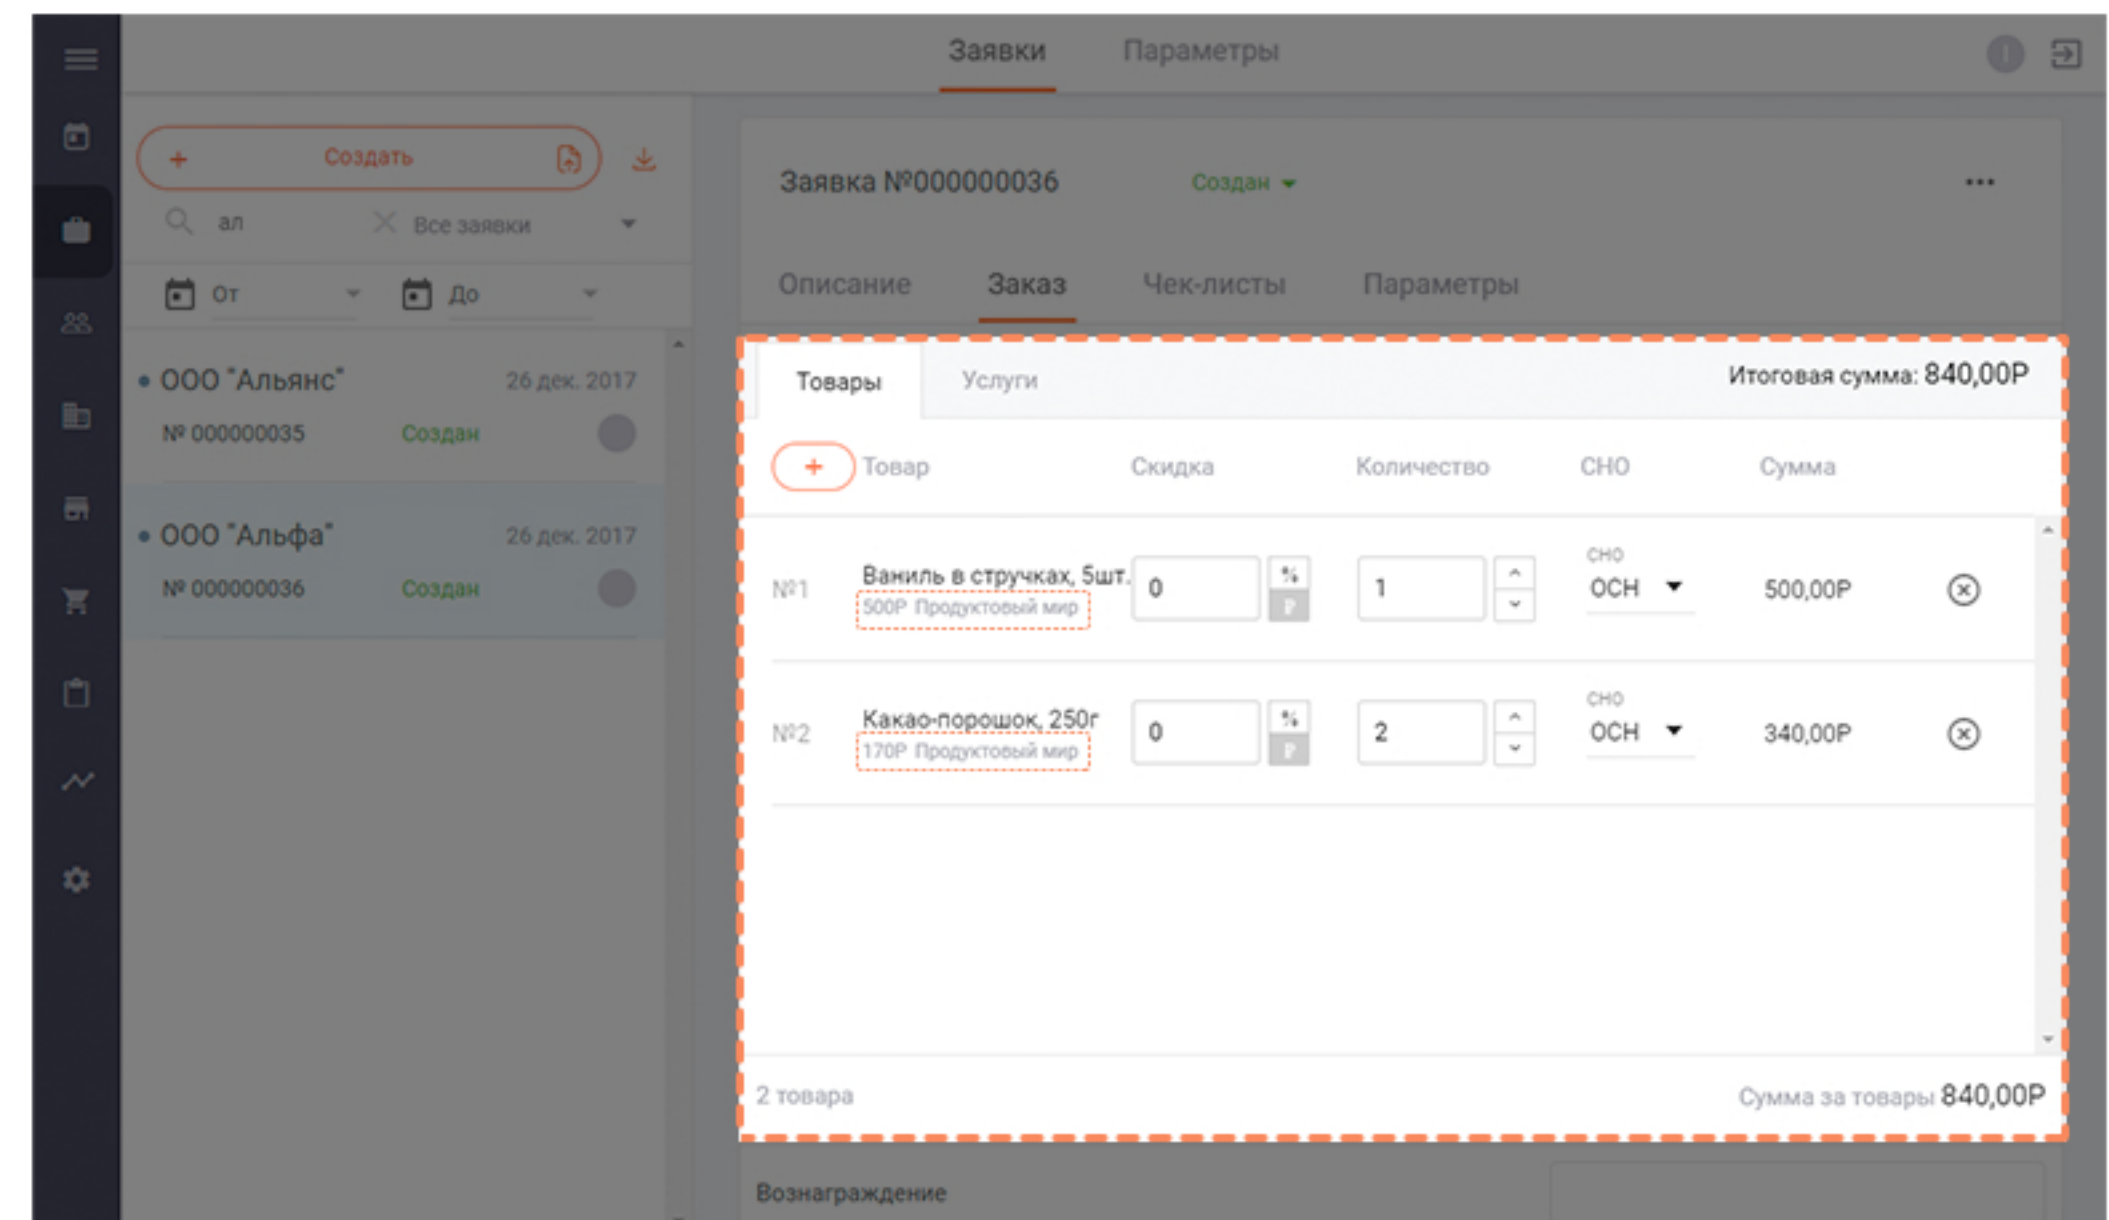 Заявки Параметры
+ Создать
ал Все заявки
От До
ООО "Альянс" 26 дек. 2017
№ 000000035 Создан
ООО "Альфа" 26 дек. 2017
№ 000000036 Создан
Заявка №000000036 Создан
Описание Заказ Чек-листы Параметры
Товары Услуги Итоговая сумма: 840,00Р
+ Товар Скидка Количество СНО Сумма
№1 Ваниль в стручках, 5шт. 0 % 1 СНО ОСН 500,00Р
500Р Продуктовый мир Р
№2 Какао-порошок, 250г 0 % 2 СНО ОСН 340,00Р
170Р Продуктовый мир Р
2 товара Сумма за товары 840,00Р
Вознаграждение